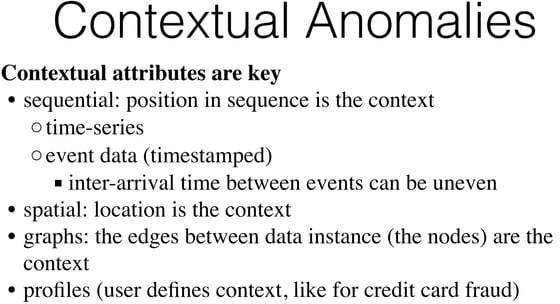 Contextual Anomalies
Contextual attributes are key
• sequential: position in sequence is the context
○ time-series
○ event data (timestamped)
▪ inter-arrival time between events can be uneven
• spatial: location is the context
• graphs: the edges between data instance (the nodes) are the
context
• profiles (user defines context, like for credit card fraud)